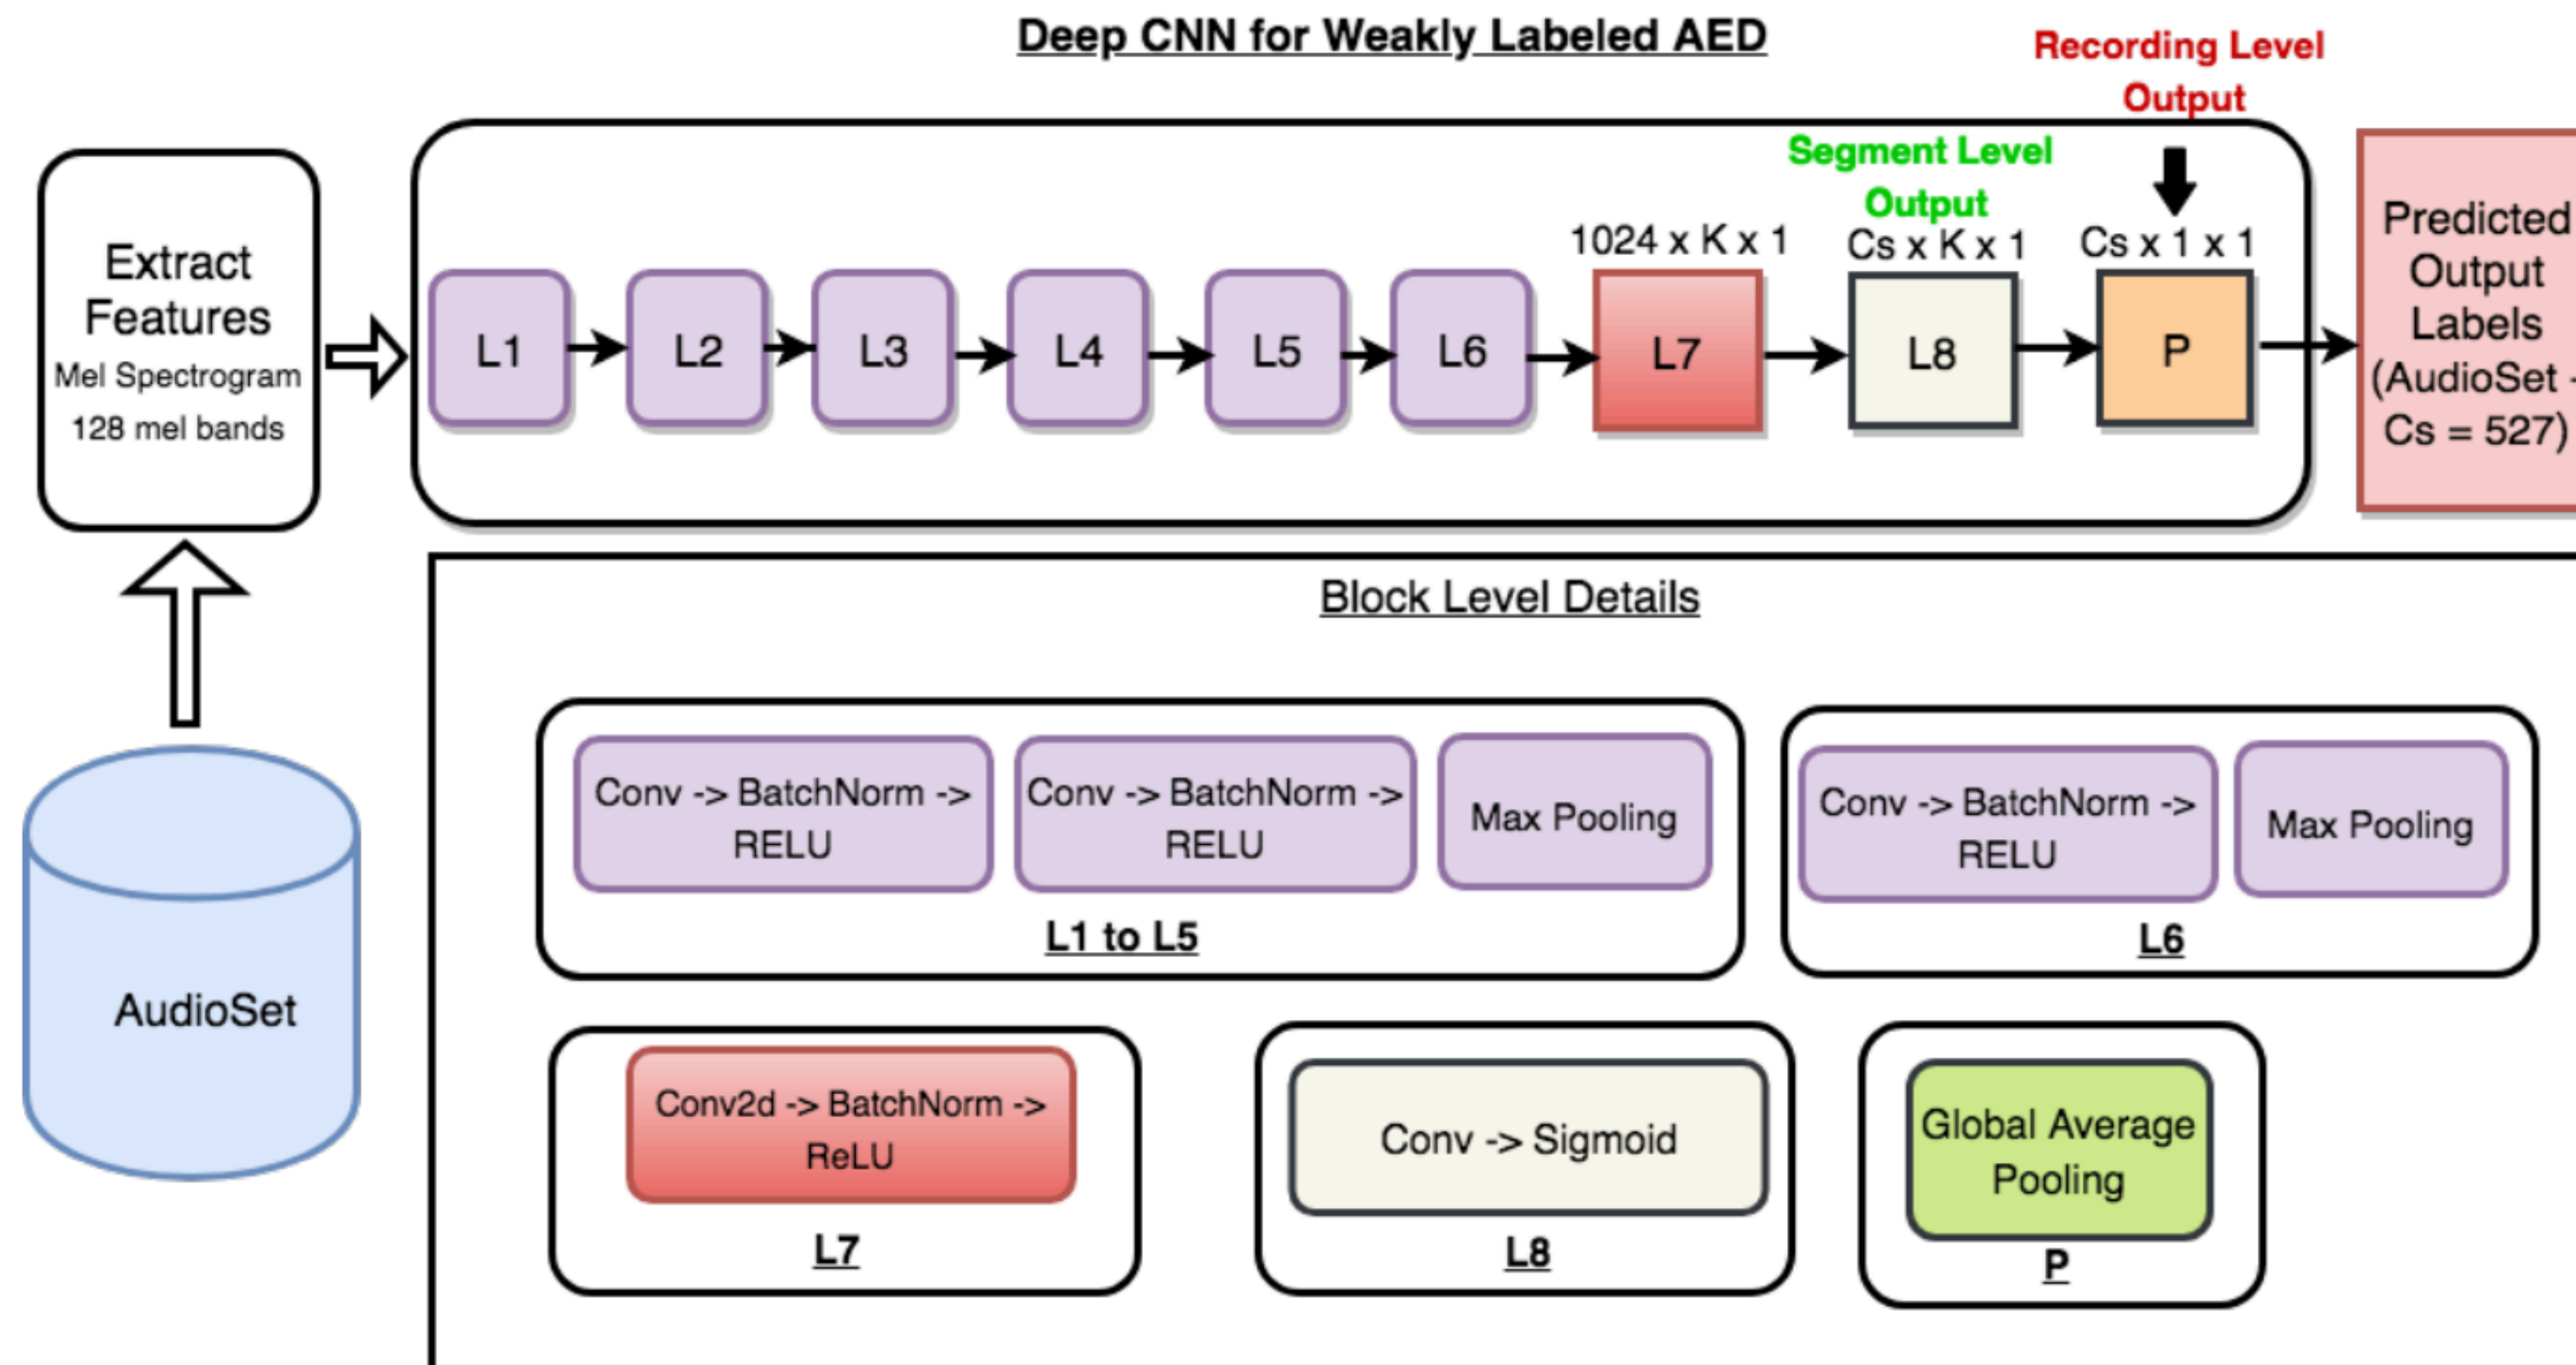 Deep CNN for Weakly Labeled AED
Recording Level
Output
Segment Level
Output
1024 x K x 1
Cs x K x 1
Cs x 1 x 1
Extract
Features
Mel Spectrogram
128 mel bands
L1
L2
L3
L4
L5
L6
L7
L8
P
Predicted
Output
Labels
(AudioSet -
Cs = 527)
Block Level Details
Conv -> BatchNorm ->
RELU
Conv -> BatchNorm ->
RELU
Max Pooling
L1 to L5
Conv -> BatchNorm ->
RELU
Max Pooling
L6
AudioSet
Conv2d -> BatchNorm ->
ReLU
L7
Conv -> Sigmoid
L8
Global Average
Pooling
P